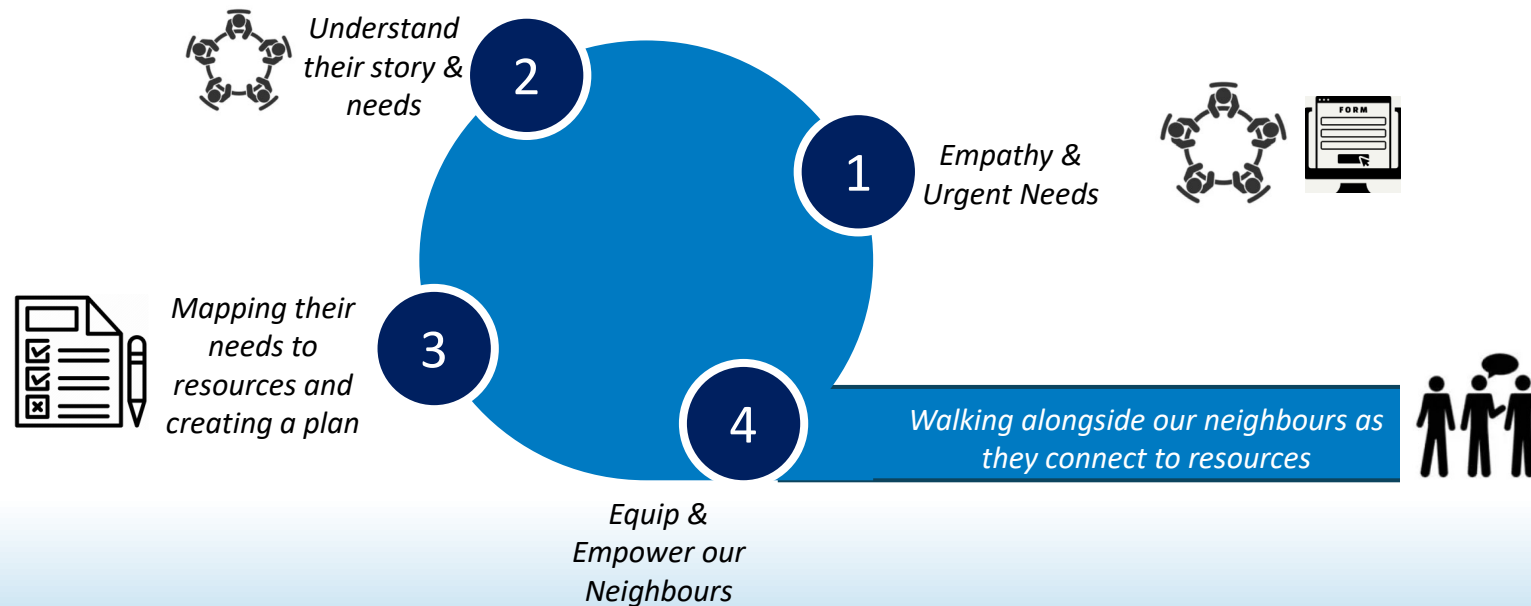 1
Empathy &
Urgent Needs
FORM
2
Understand
their story &
needs
3
Mapping their
needs to
resources and
creating a plan
4
Equip &
Empower our
Neighbours
Walking alongside our neighbours as
they connect to resources